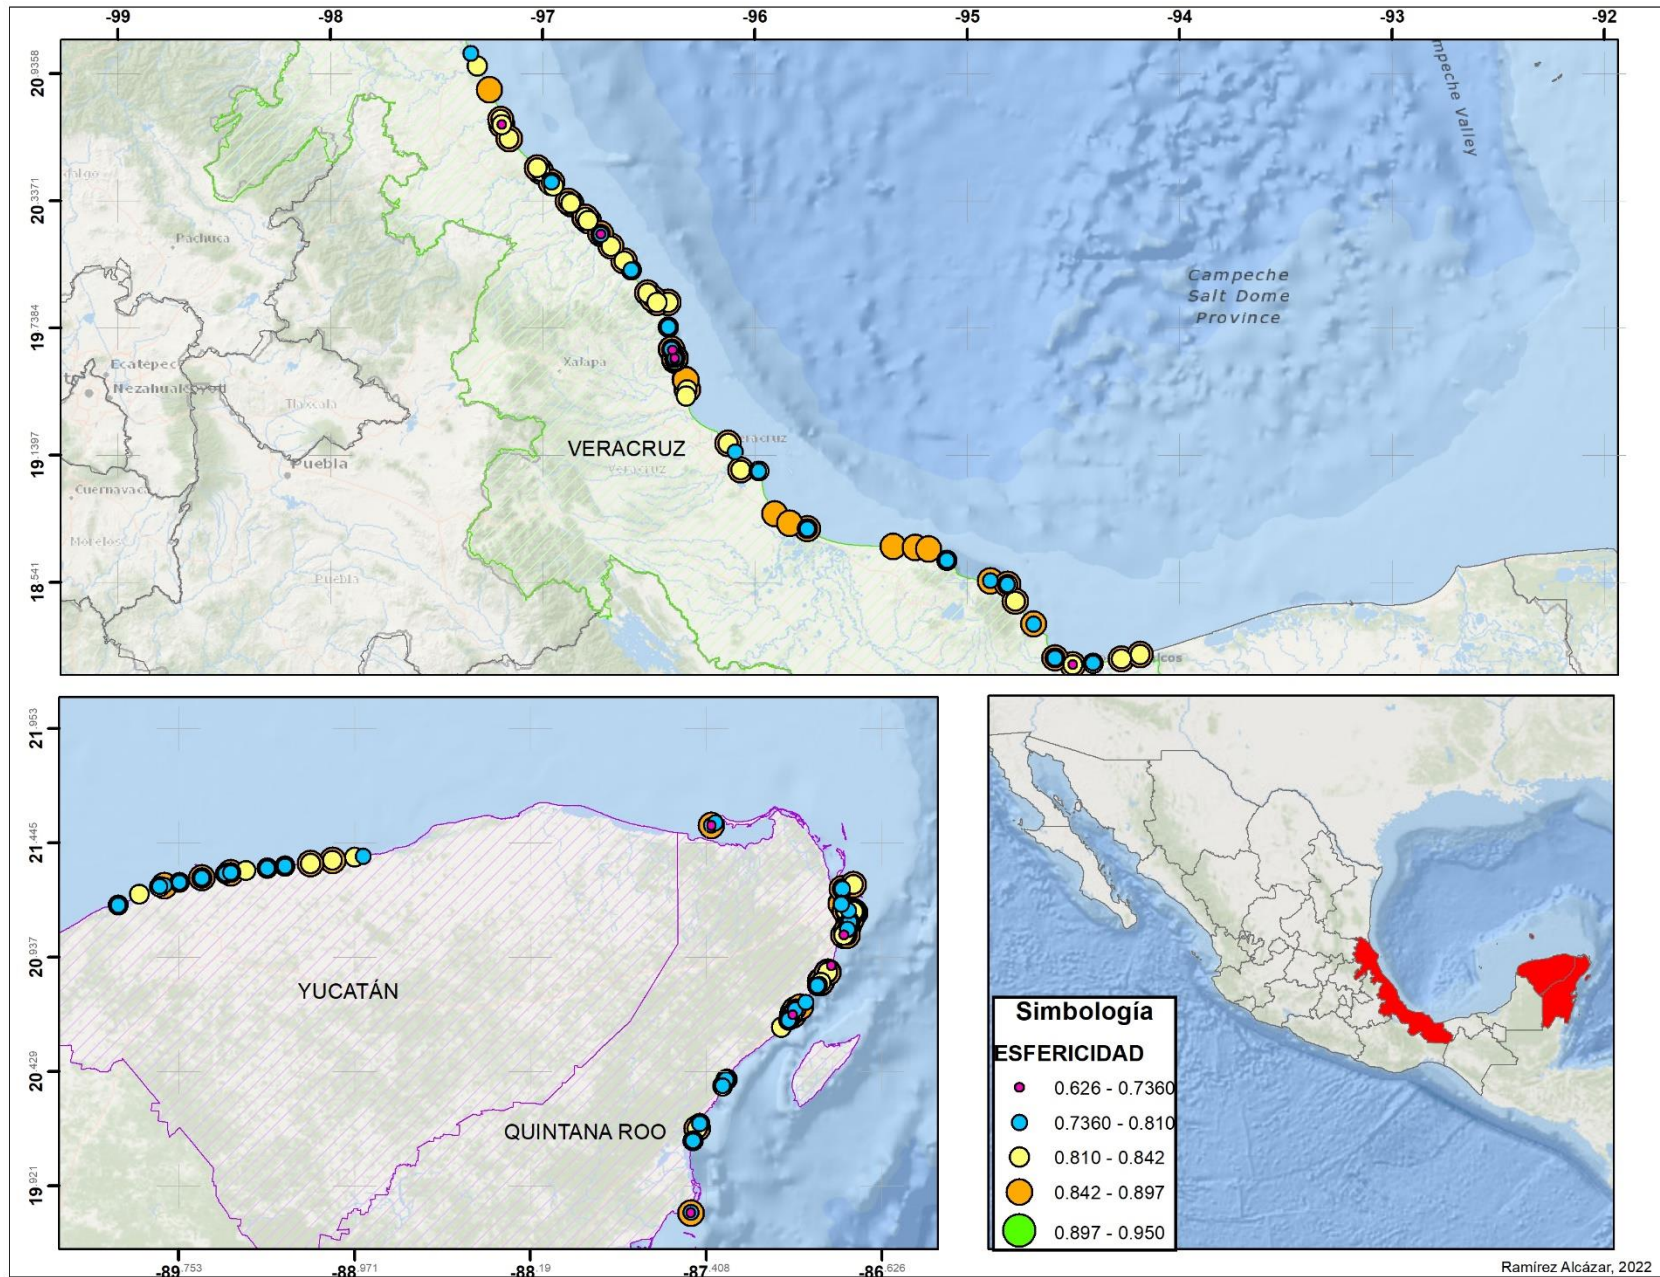 -99 -98 -97 -96 -95 -94 -93 -92
20.9358
20.3371
19.7384
19.1397
18.541
mpeche Valley
dalgo
Pachuca
Campeche
Salt Dome
Province
Ecatepec
Xalapa
Tlaxcala
VERACRUZ
Veracruz
Puebla
Cuernavaca
Morelos
Puebla
icos
21.953
21.445
20.937
20.429
19.921
YUCATÁN
QUINTANA ROO
-89.753 -88.971 -88.19 -87.408 -86.626
Simbología
ESFERICIDAD
0.626 - 0.7360
0.7360 - 0.810
0.810 - 0.842
0.842 - 0.897
0.897 - 0.950
Ramírez Alcázar, 2022